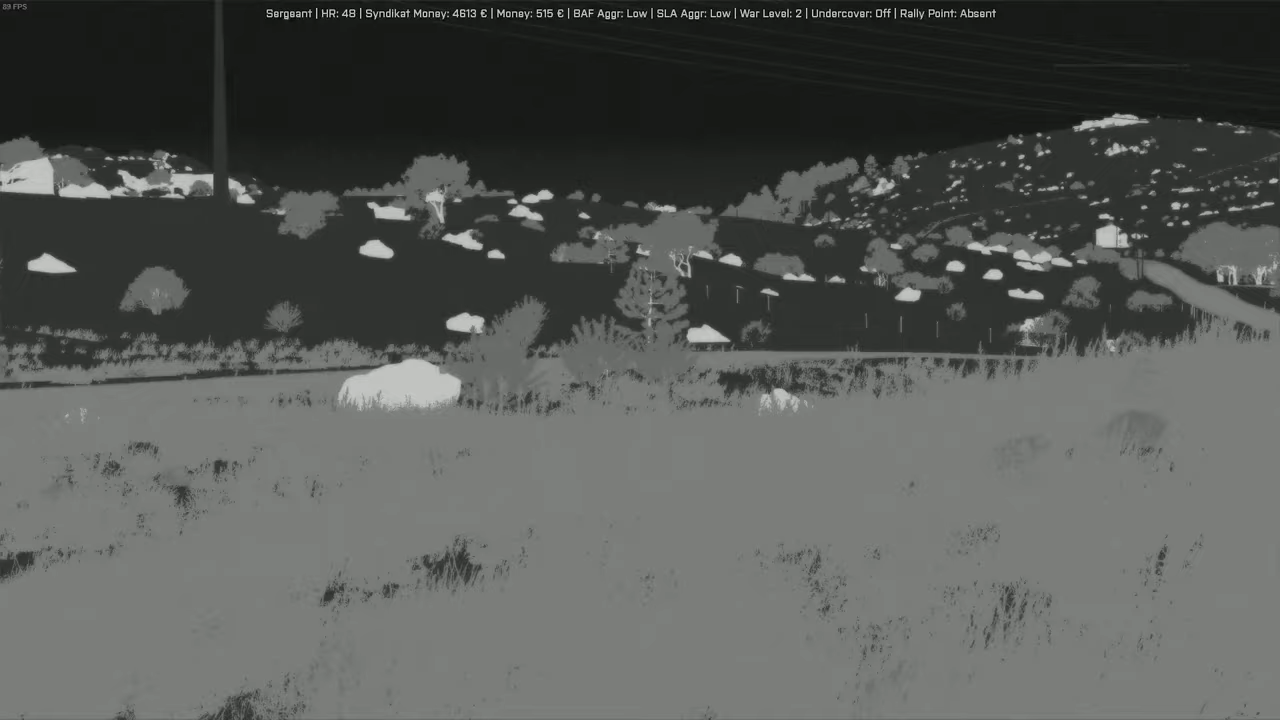 89 FPS
Sergeant | HR: 48 | Syndikat Money: 4613 € | Money: 515 € | BAF Aggr: Low | SLA Aggr: Low | War Level: 2 | Undercover: Off | Rally Point: Absent